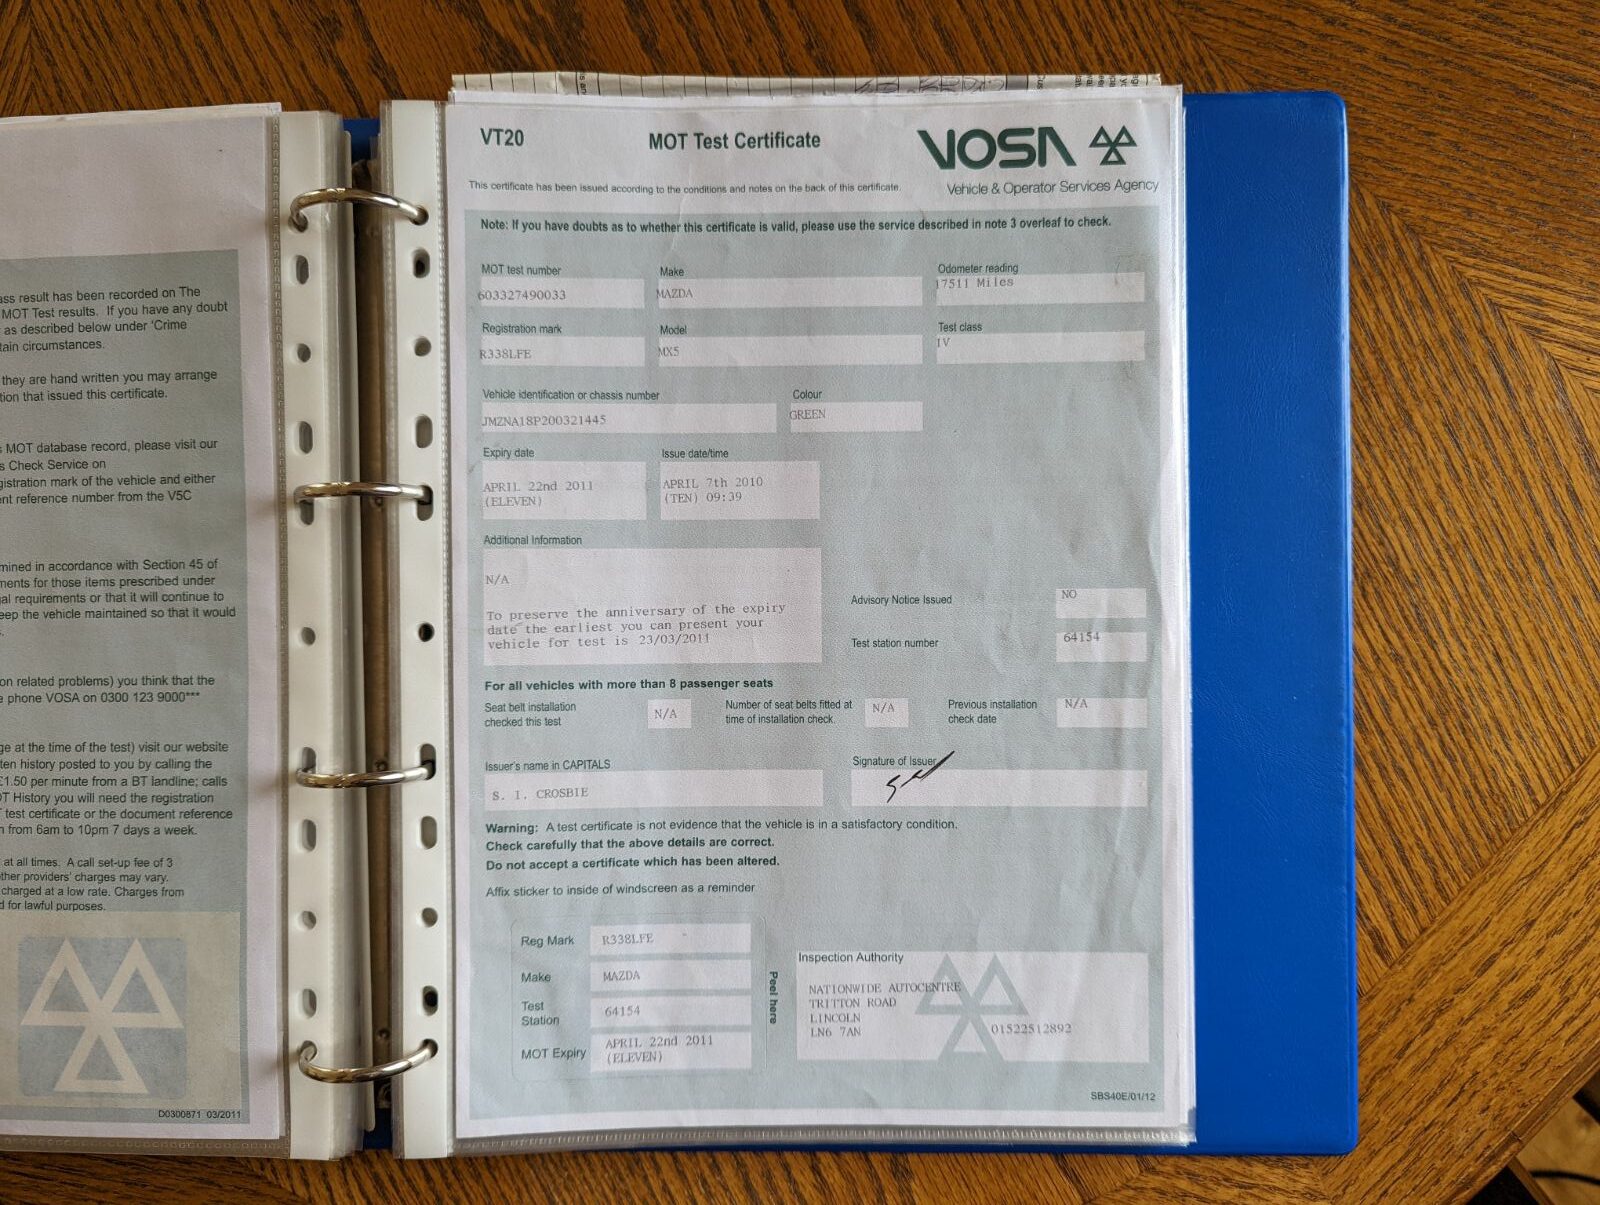 ass result has been recorded on The
MOT Test results. If you have any doubt
as described below under 'Crime
tain circumstances.
they are hand written you may arrange
tion that issued this certificate.
MOT database record, please visit our
s Check Service on
gistration mark of the vehicle and either
nt reference number from the V5C
mined in accordance with Section 45 of
ments for those items prescribed under
al requirements or that it will continue to
eep the vehicle maintained so that it would
on related problems) you think that the
phone VOSA on 0300 123 9000***
ge at the time of the test) visit our website
ten history posted to you by calling the
£1.50 per minute from a BT landline; calls
OT History you will need the registration
test certificate or the document reference
n from 6am to 10pm 7 days a week.
at all times. A call set-up fee of 3
ther providers' charges may vary.
charged at a low rate. Charges from
d for lawful purposes.
D0300871 03/2011
VT20
MOT Test Certificate
VOSA
Vehicle & Operator Services Agency
This certificate has been issued according to the conditions and notes on the back of this certificate.
Note: If you have doubts as to whether this certificate is valid, please use the service described in note 3 overleaf to check.
MOT test number Make Odometer reading
603327490033 MAZDA 17511 Miles
Registration mark Model Test class
R338LFE MX5 IV
Vehicle identification or chassis number Colour
JMZNA18P200321445 GREEN
Expiry date Issue date/time
APRIL 22nd 2011 APRIL 7th 2010
(ELEVEN) (TEN) 09:39
Additional Information
N/A
To preserve the anniversary of the expiry
date the earliest you can present your
vehicle for test is 23/03/2011
Advisory Notice Issued NO
Test station number 64154
For all vehicles with more than 8 passenger seats
Seat belt installation
checked this test N/A
Number of seat belts fitted at
time of installation check. N/A
Previous installation
check date N/A
Issuer's name in CAPITALS Signature of Issuer
S. I. CROSBIE
Warning: A test certificate is not evidence that the vehicle is in a satisfactory condition.
Check carefully that the above details are correct.
Do not accept a certificate which has been altered.
Affix sticker to inside of windscreen as a reminder
Reg Mark R338LFE
Make MAZDA
Test
Station 64154
MOT Expiry APRIL 22nd 2011
(ELEVEN)
Peel here
Inspection Authority
NATIONWIDE AUTOCENTRE
TRITTON ROAD
LINCOLN
LN6 7AN 01522512892
SBS40E/01/12